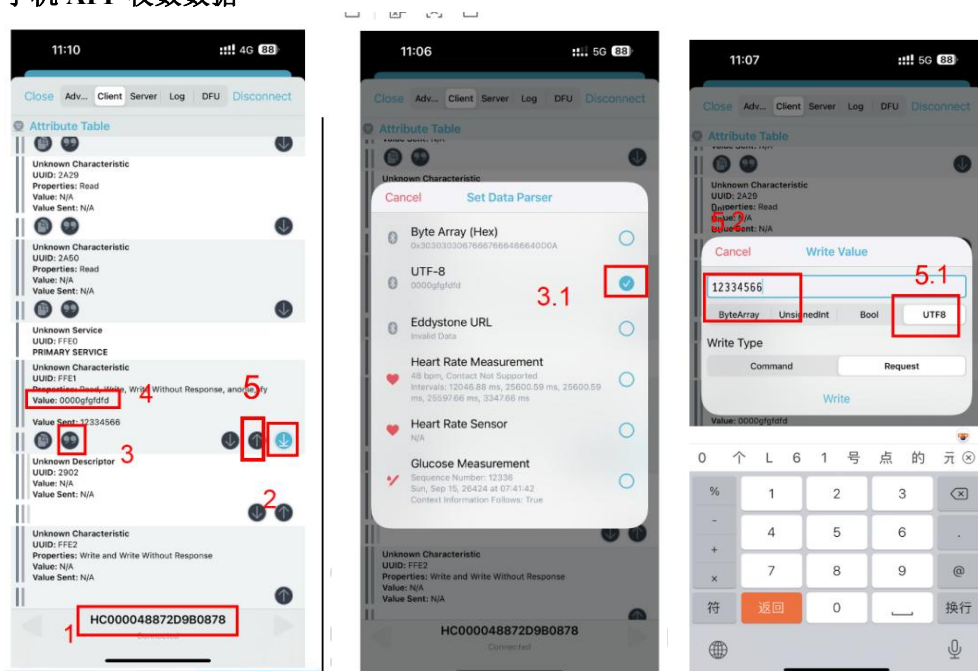 手机 APP 收数数据
11:10
4G 88
Close Adv... Client Server Log DFU Disconnect
Attribute Table
Unknown Characteristic
UUID: 2A29
Properties: Read
Value: N/A
Value Sent: N/A
Unknown Characteristic
UUID: 2A50
Properties: Read
Value: N/A
Value Sent: N/A
Unknown Service
UUID: FFE0
PRIMARY SERVICE
Unknown Characteristic
UUID: FFE1
Properties: Read, Write, Write Without Response, and
Value: 0000gfgfdfd
4
5
Value Sent: 12334566
3
Unknown Descriptor
UUID: 2902
Value: N/A
Value Sent: N/A
2
Unknown Characteristic
UUID: FFE2
Properties: Write and Write Without Response
Value: N/A
Value Sent: N/A
1
HC000048872D9B0878
Connected
11:06
5G 88
Close Adv... Client Server Log DFU Disconnect
Attribute Table
Unknown Characteristic
Cancel Set Data Parser
Byte Array (Hex)
0x30303030676667666466640D0A
UTF-8
0000gfgfdfd
3.1
Eddystone URL
Invalid Data
Heart Rate Measurement
48 bpm, Contact Not Supported
Intervals: 12046.88 ms, 25600.59 ms, 25600.59
ms, 25597.66 ms, 3347.66 ms
Heart Rate Sensor
N/A
Glucose Measurement
Sequence Number: 12336
Sun, Sep 15, 26424 at 07:41:42
Context Information Follows: True
Unknown Characteristic
UUID: FFE2
Properties: Write and Write Without Response
Value: N/A
Value Sent: N/A
HC000048872D9B0878
Connected
11:07
5G 88
Close Adv... Client Server Log DFU Disconnect
Attribute Table
Unknown Characteristic
UUID: 2A29
Properties: Read
5.2
Value: N/A
Value Sent: N/A
Cancel Write Value
5.1
12334566
ByteArray UnsignedInt Bool UTF8
Write Type
Command Request
Write
Value: 0000gfgfdfd
0 个 L 6 1 号 点 的 元
% 1 2 3
- 4 5 6 .
+
× 7 8 9 @
符 返回 0 换行